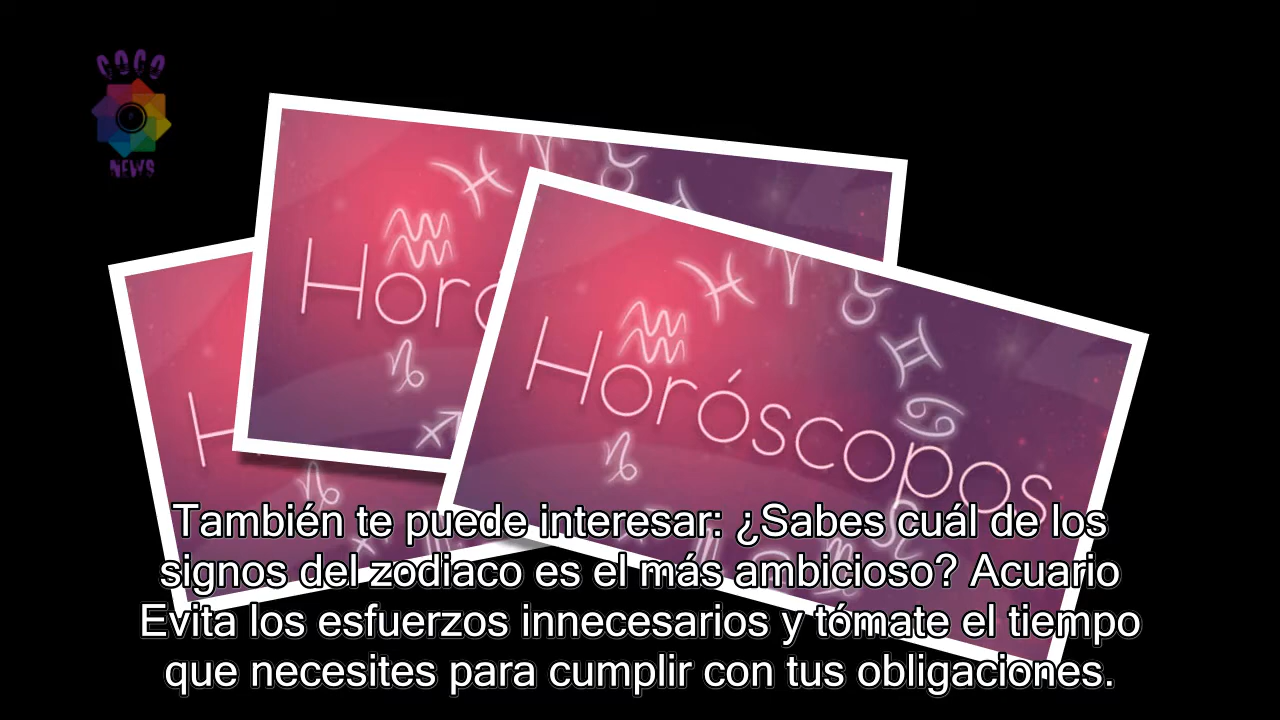 COCO
NEWS
Horó
H
Horóscopos
También te puede interesar: ¿Sabes cuál de los
signos del zodiaco es el más ambicioso? Acuario
Evita los esfuerzos innecesarios y tómate el tiempo
que necesites para cumplir con tus obligaciones.